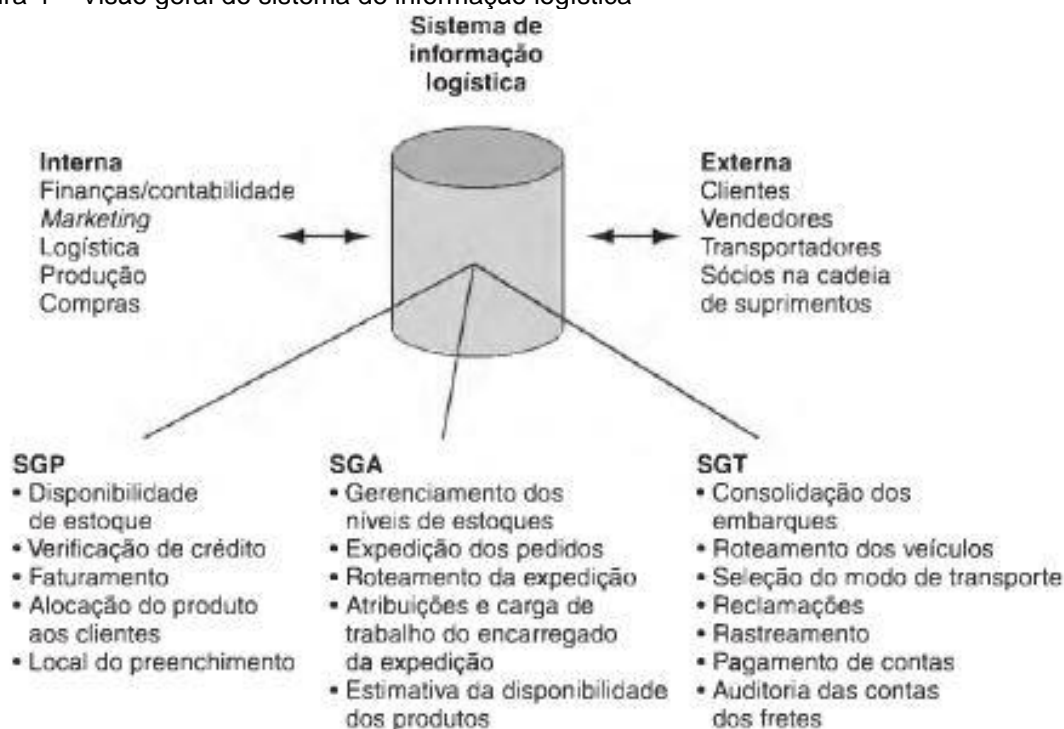 Sistema de
informação
logística
Interna
Finanças/contabilidade
Marketing
Logística
Produção
Compras
Externa
Clientes
Vendedores
Transportadores
Sócios na cadeia
de suprimentos
SGP
• Disponibilidade
de estoque
• Verificação de crédito
• Faturamento
• Alocação do produto
aos clientes
• Local do preenchimento
SGA
• Gerenciamento dos
níveis de estoques
• Expedição dos pedidos
• Roteamento da expedição
• Atribuições e carga de
trabalho do encarregado
da expedição
• Estimativa da disponibilidade
dos produtos
SGT
• Consolidação dos
embarques
• Roteamento dos veículos
• Seleção do modo de transporte
• Reclamações
• Rastreamento
• Pagamento de contas
• Auditoria das contas
dos fretes